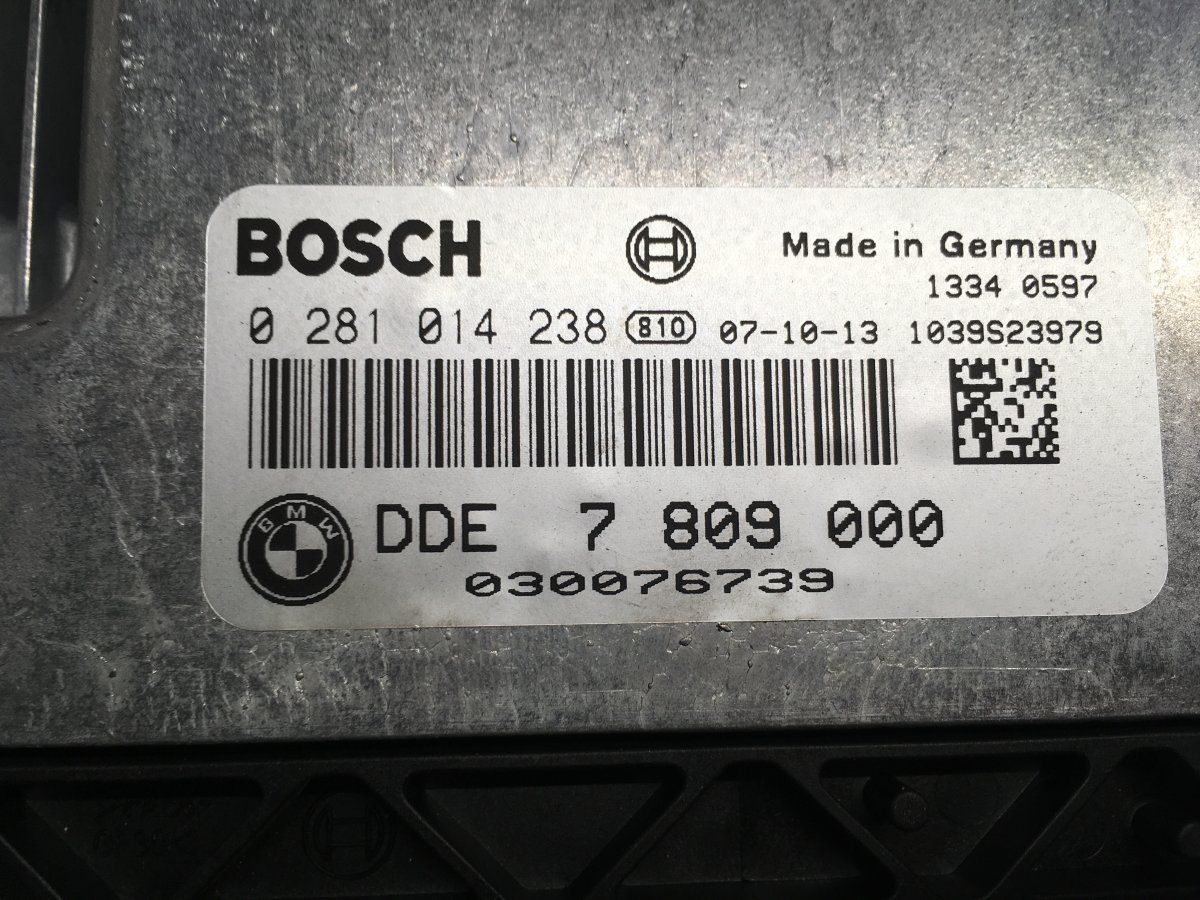 BOSCH
Made in Germany
1334 0597
0 281 014 238 810 07-10-13 1039S23979
BMW DDE 7 809 000
030076739